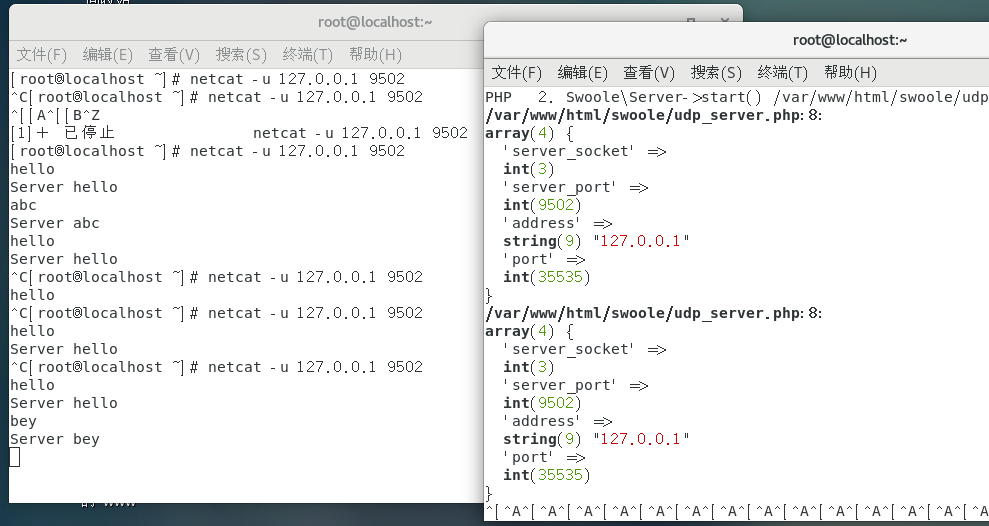 root@localhost:~
文件(F) 编辑(E) 查看(V) 搜索(S) 终端(T) 帮助(H)
[root@localhost ~]# netcat -u 127.0.0.1 9502
^C[root@localhost ~]# netcat -u 127.0.0.1 9502
^[[A^[[B^Z
[1]+ 已停止 netcat -u 127.0.0.1 9502
[root@localhost ~]# netcat -u 127.0.0.1 9502
hello
Server hello
abc
Server abc
hello
Server hello
^C[root@localhost ~]# netcat -u 127.0.0.1 9502
hello
^C[root@localhost ~]# netcat -u 127.0.0.1 9502
hello
Server hello
^C[root@localhost ~]# netcat -u 127.0.0.1 9502
hello
Server hello
bey
Server bey
root@localhost:~
文件(F) 编辑(E) 查看(V) 搜索(S) 终端(T) 帮助(H)
PHP 2. Swoole\Server->start() /var/www/html/swoole/udp
/var/www/html/swoole/udp_server.php:8:
array(4) {
'server_socket' =>
int(3)
'server_port' =>
int(9502)
'address' =>
string(9) "127.0.0.1"
'port' =>
int(35535)
}
/var/www/html/swoole/udp_server.php:8:
array(4) {
'server_socket' =>
int(3)
'server_port' =>
int(9502)
'address' =>
string(9) "127.0.0.1"
'port' =>
int(35535)
}
^[^A^[^A^[^A^[^A^[^A^[^A^[^A^[^A^[^A^[^A^[^A^[^A^[^A^[^A